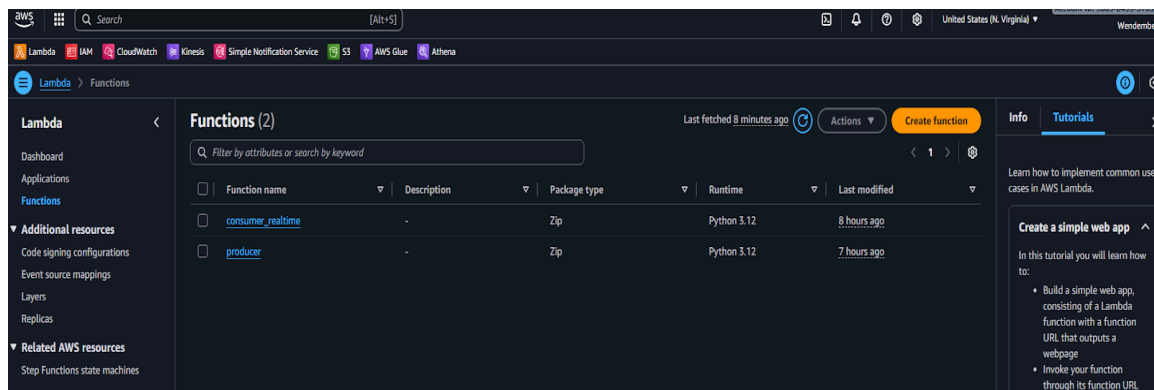 aws
Search [Alt+S]
United States (N. Virginia) ▼
Wendembe
Lambda IAM CloudWatch Kinesis Simple Notification Service S3 AWS Glue Athena
Lambda > Functions
Lambda
Dashboard
Applications
Functions
Additional resources
Code signing configurations
Event source mappings
Layers
Replicas
Related AWS resources
Step Functions state machines
Functions (2)
Last fetched 8 minutes ago
Actions ▼
Create function
Filter by attributes or search by keyword
< 1 >
Function name Description Package type Runtime Last modified
consumer_realtime - Zip Python 3.12 8 hours ago
producer - Zip Python 3.12 7 hours ago
Info Tutorials
Learn how to implement common use
cases in AWS Lambda.
Create a simple web app
In this tutorial you will learn how
to:
• Build a simple web app,
consisting of a Lambda
function with a function
URL that outputs a
webpage
• Invoke your function
through its function URL